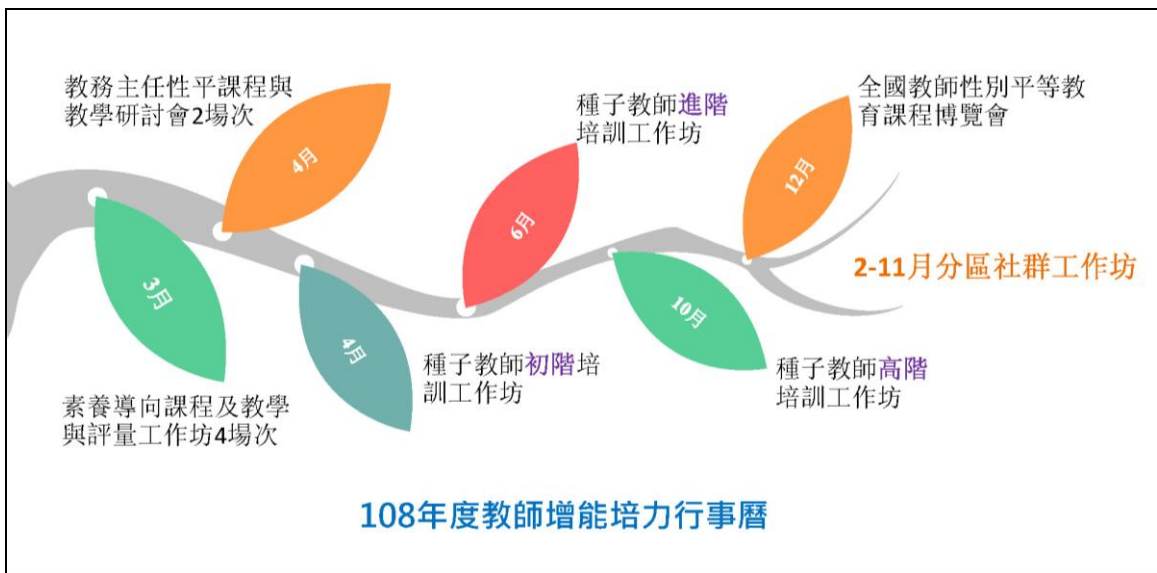 教務主任性平課程與
教學研討會2場次
4月
3月
素養導向課程及教學
與評量工作坊4場次
4月
種子教師初階培
訓工作坊
種子教師進階
培訓工作坊
6月
10月
種子教師高階
培訓工作坊
全國教師性別平等教
育課程博覽會
12月
2-11月分區社群工作坊
108年度教師增能培力行事曆